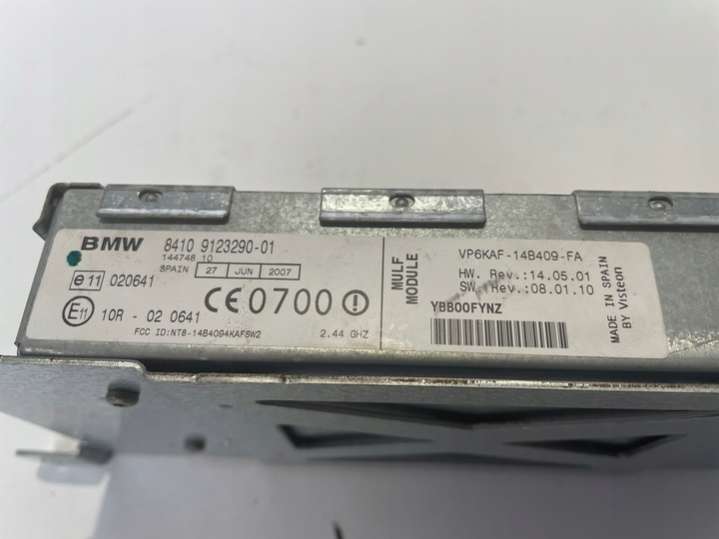 BMW 8410 9123290-01
144748 10
SPAIN 27 JUN 2007
e11 020641
E11 10R - 02 0641
CE0700!
FCC ID:NT8-14B4094KAFSW2 2.44 GHZ
MULF
MODULE
VP6KAF-14B409-FA
HW. Rev.:14.05.01
SW. Rev.:08.01.10
YBB00FYNZ
MADE IN SPAIN
BY Visteon